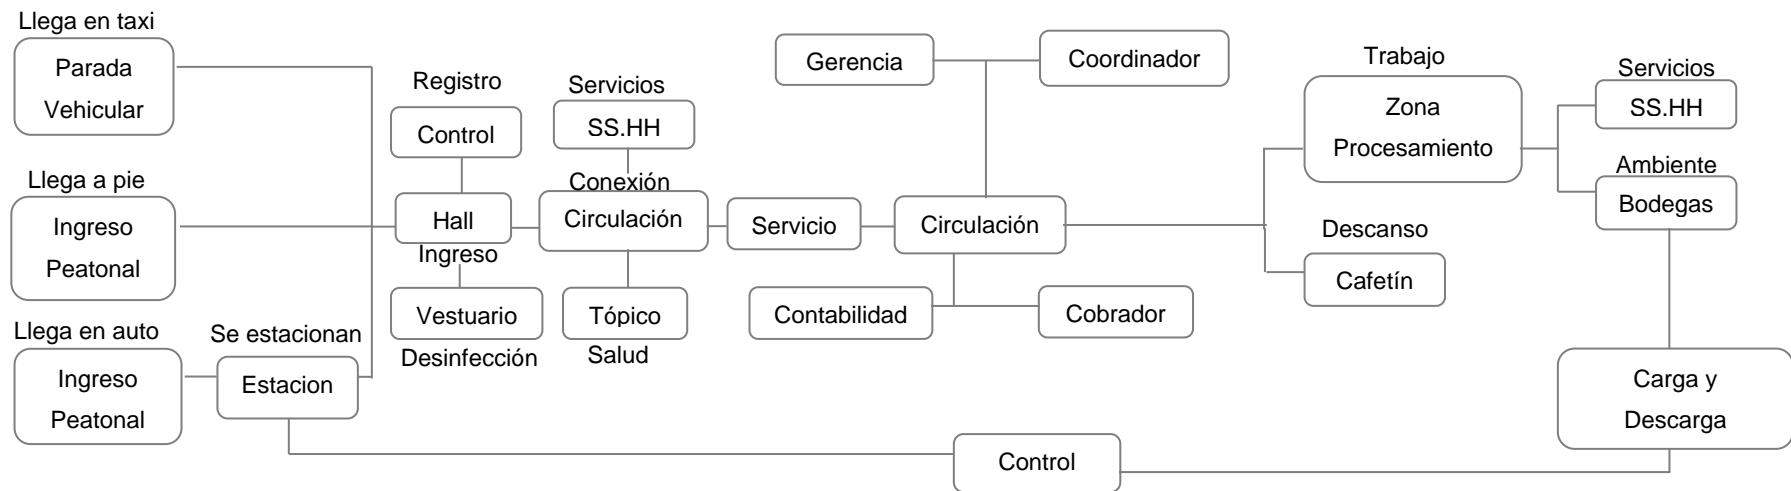 Llega en taxi
Parada
Vehicular
Llega a pie
Ingreso
Peatonal
Llega en auto
Ingreso
Peatonal
Se estacionan
Estacion
Registro
Control
Hall
Ingreso
Vestuario
Desinfección
Servicios
SS.HH
Conexión
Circulación
Tópico
Salud
Servicio
Gerencia
Coordinador
Circulación
Contabilidad
Cobrador
Trabajo
Zona
Procesamiento
Descanso
Cafetín
Servicios
SS.HH
Ambiente
Bodegas
Carga y
Descarga
Control